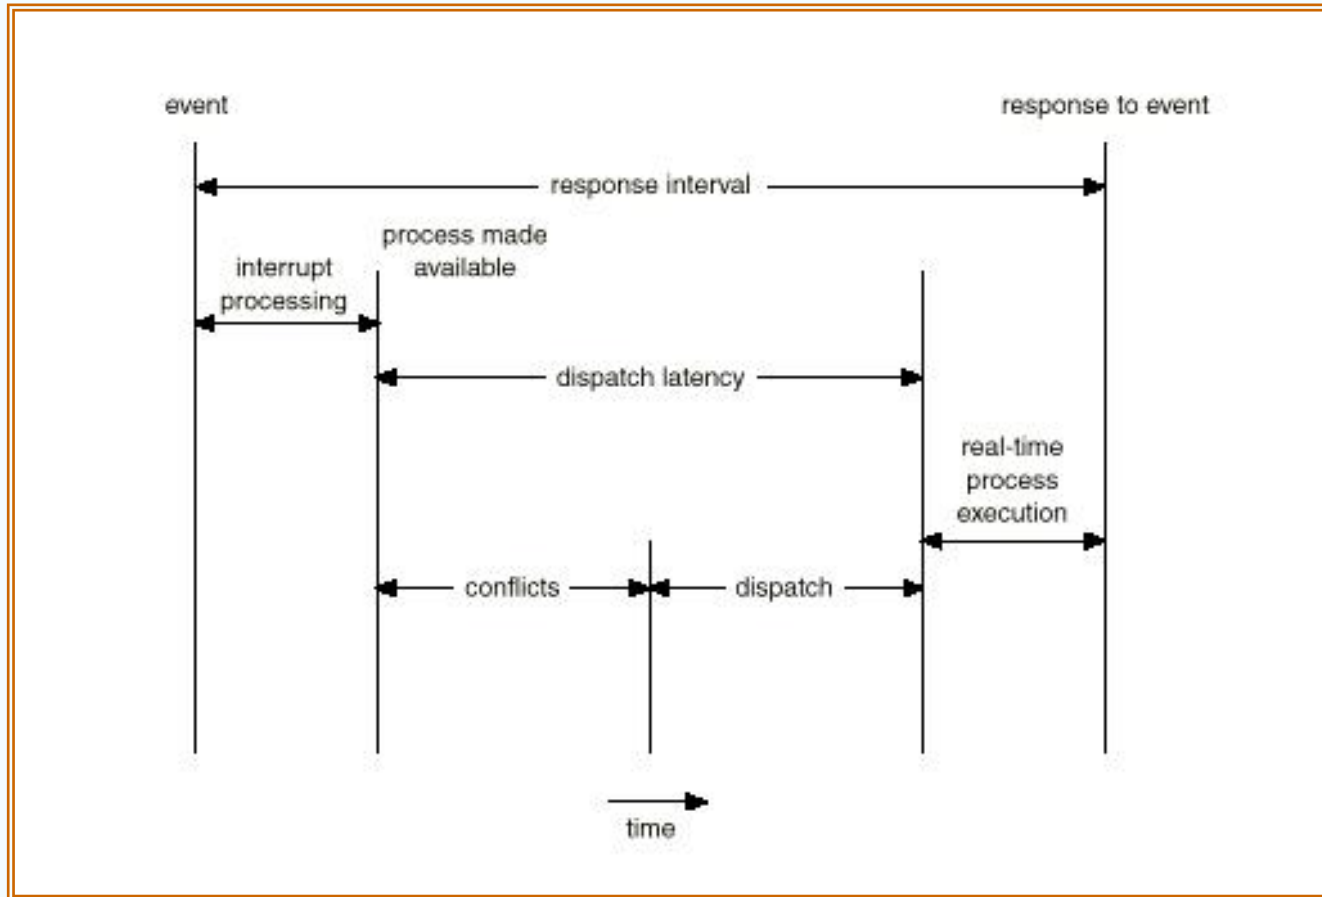 event
response to event
response interval
process made
available
interrupt
processing
dispatch latency
real-time
process
execution
conflicts
dispatch
time